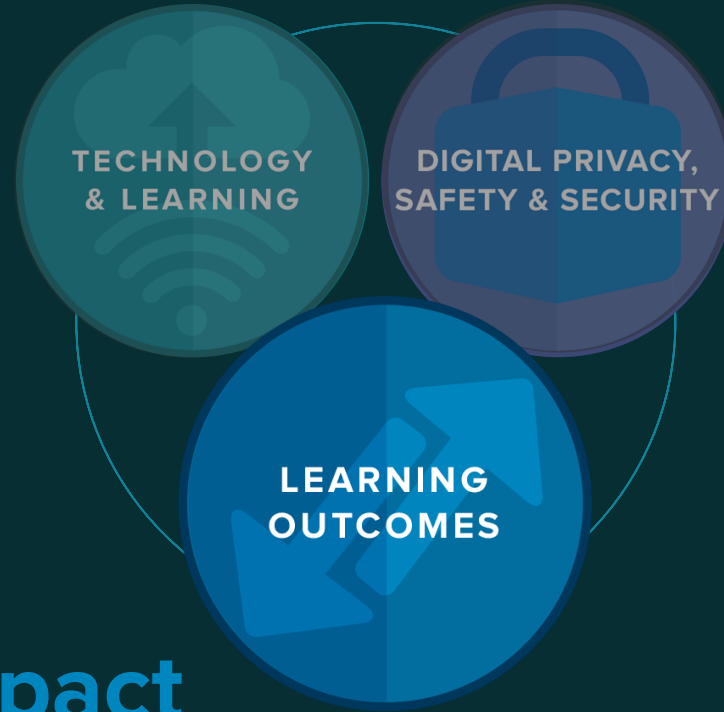 TECHNOLOGY
& LEARNING
DIGITAL PRIVACY,
SAFETY & SECURITY
LEARNING
OUTCOMES
pact